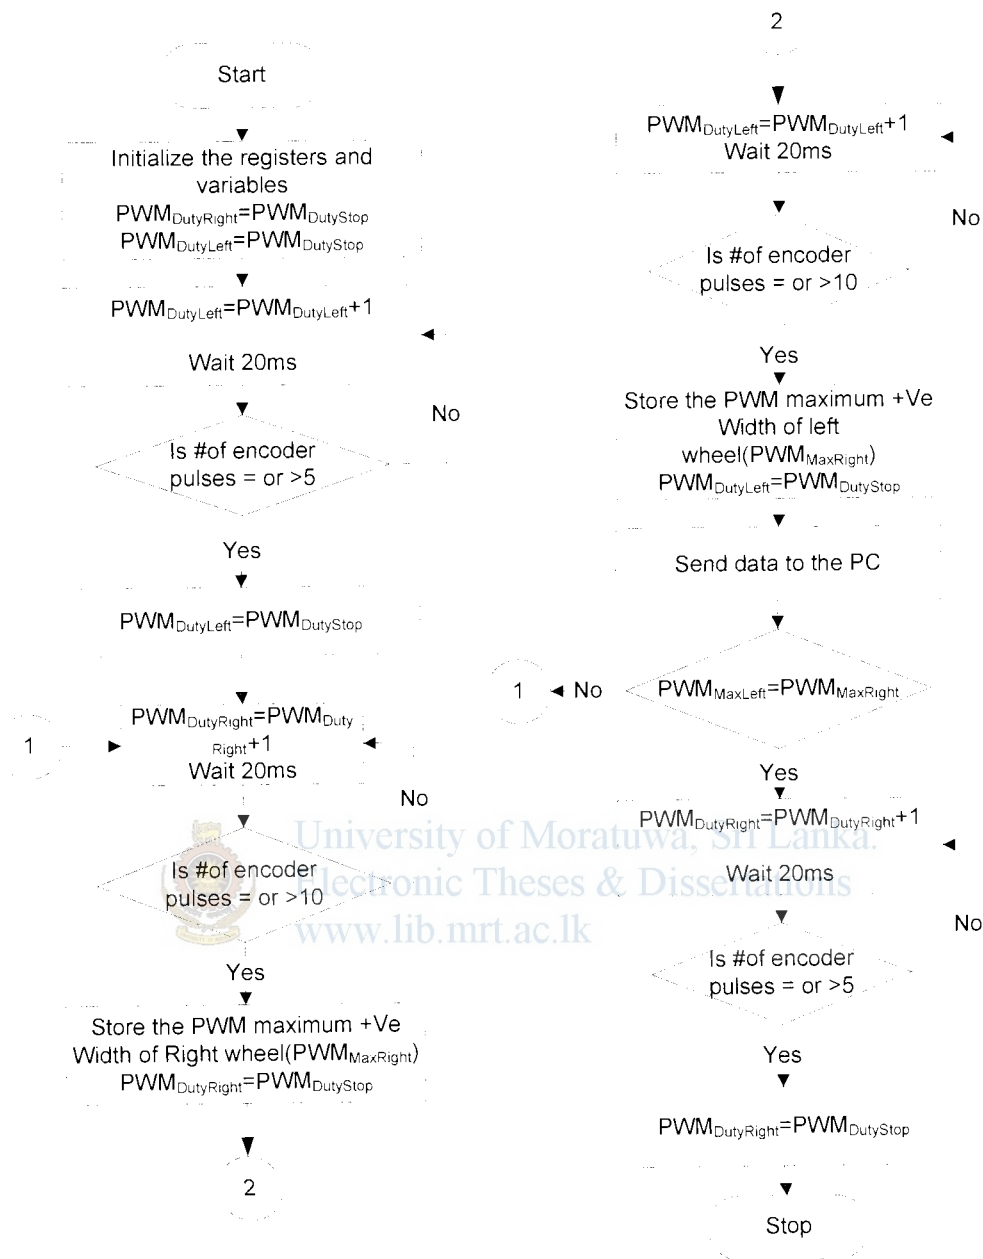 Start
Initialize the registers and
variables
PWMDutyRight=PWMDutyStop
PWMDutyLeft=PWMDutyStop
PWMDutyLeft=PWMDutyLeft+1
Wait 20ms
No
Is #of encoder
pulses = or >5
Yes
PWMDutyLeft=PWMDutyStop
1
PWMDutyRight=PWMDuty
Right+1
Wait 20ms
No
Is #of encoder
pulses = or >10
Yes
Store the PWM maximum +Ve
Width of Right wheel(PWMMaxRight)
PWMDutyRight=PWMDutyStop
2
2
PWMDutyLeft=PWMDutyLeft+1
Wait 20ms
No
Is #of encoder
pulses = or >10
Yes
Store the PWM maximum +Ve
Width of left
wheel(PWMMaxRight)
PWMDutyLeft=PWMDutyStop
Send data to the PC
1
No
PWMMaxLeft=PWMMaxRight
Yes
PWMDutyRight=PWMDutyRight+1
Wait 20ms
No
Is #of encoder
pulses = or >5
Yes
PWMDutyRight=PWMDutyStop
Stop
University of Moratuwa, Sri Lanka.
Electronic Theses & Dissertations
www.lib.mrt.ac.lk